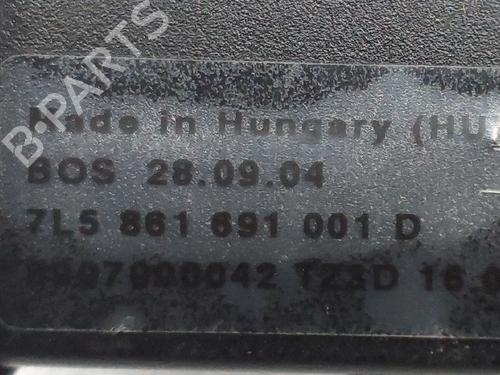 B-PARTS
Made in Hungary (HU
BOS 28.09.04
7L5 861 691 001 D